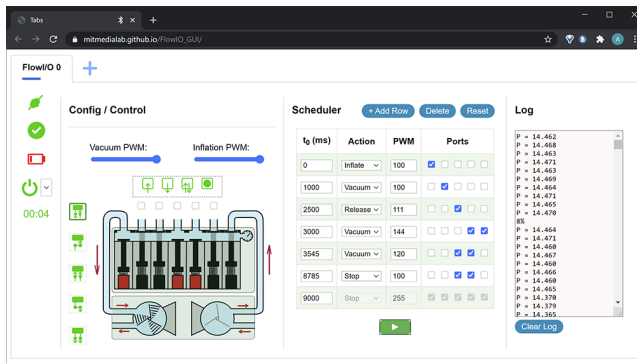 Tabs
mitmedialab.github.io/FlowIO_GUI/
A
FlowI/O 0
00:04
Config / Control
Vacuum PWM:
Inflation PWM:
Scheduler
+ Add Row
Delete
Reset
t0 (ms) Action PWM Ports
0 Inflate 100
1000 Vacuum 100
2500 Release 111
3000 Vacuum 144
3545 Vacuum 120
8785 Stop 100
9000 Stop 255
Log
P = 14.462
P = 14.468
P = 14.463
P = 14.471
P = 14.463
P = 14.469
P = 14.464
P = 14.471
P = 14.465
P = 14.470
8%
P = 14.464
P = 14.471
P = 14.460
P = 14.467
P = 14.460
P = 14.466
P = 14.460
P = 14.465
P = 14.370
P = 14.379
P = 14.365
Clear Log